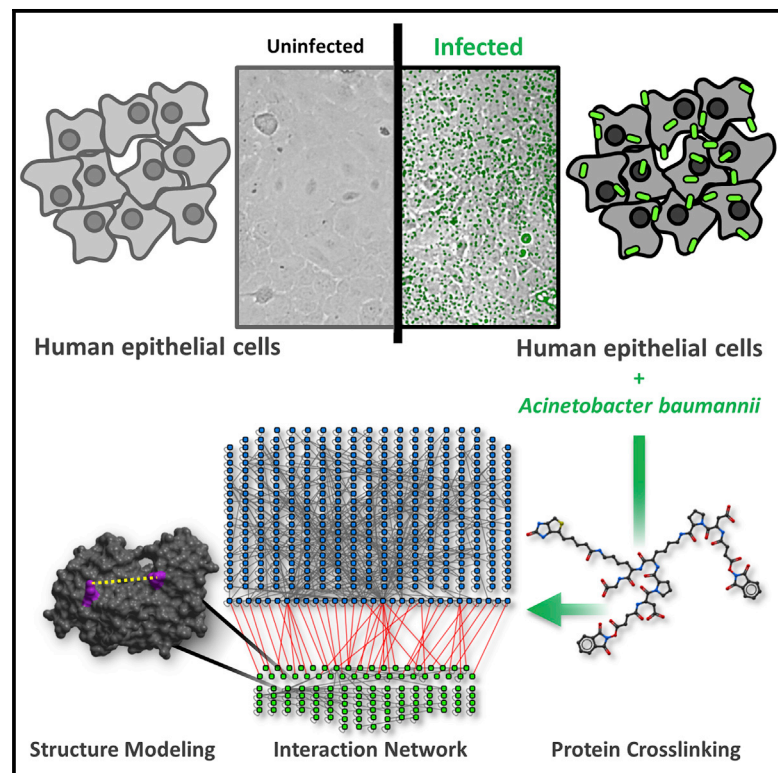 Uninfected
Infected
Human epithelial cells
Human epithelial cells
+
Acinetobacter baumannii
Structure Modeling
Interaction Network
Protein Crosslinking